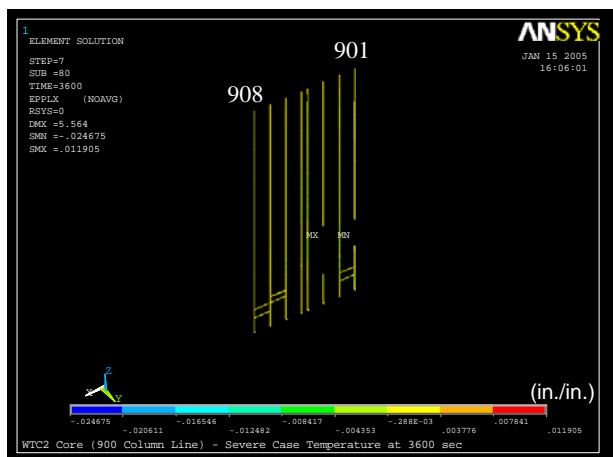 1
ANSYS
ELEMENT SOLUTION
JAN 15 2005
16:06:01
STEP=7
SUB =80
TIME=3600
EPPLX (NOAVG)
RSYS=0
DMX =5.564
SMN =-.024675
SMX =.011905
901
908
MX MN
Z
X
Y
(in./in.)
-.024675 -.016546 -.008417 -.288E-03 .007841
-.020611 -.012482 -.004353 .003776 .011905
WTC2 Core (900 Column Line) - Severe Case Temperature at 3600 sec